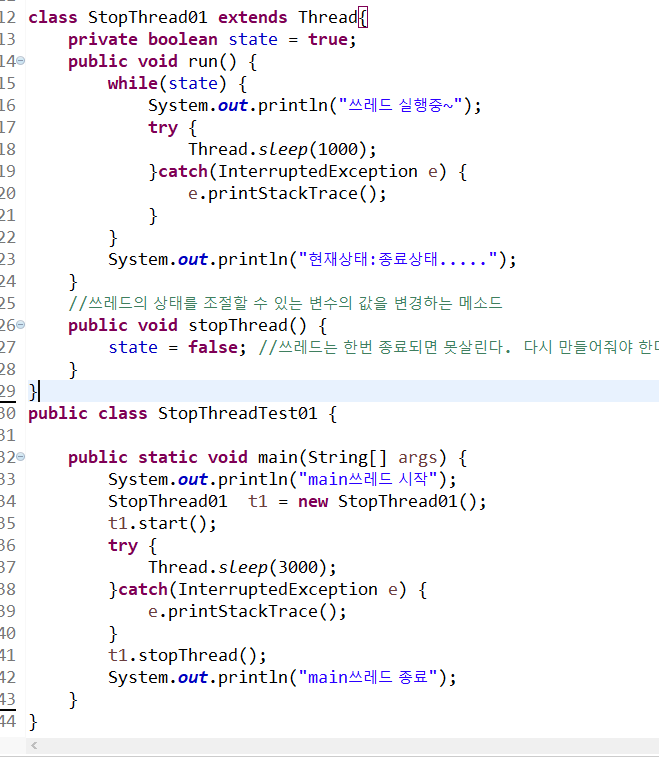 12 class StopThread01 extends Thread{
13     private boolean state = true;
14     public void run() {
15         while(state) {
16             System.out.println("쓰레드 실행중~");
17             try {
18                 Thread.sleep(1000);
19             }catch(InterruptedException e) {
20                 e.printStackTrace();
21             }
22         }
23         System.out.println("현재상태:종료상태.....");
24     }
25     //쓰레드의 상태를 조절할 수 있는 변수의 값을 변경하는 메소드
26     public void stopThread() {
27         state = false; //쓰레드는 한번 종료되면 못살린다. 다시 만들어줘야 한다
28     }
29 }
30 public class StopThreadTest01 {
31
32     public static void main(String[] args) {
33         System.out.println("main쓰레드 시작");
34         StopThread01  t1 = new StopThread01();
35         t1.start();
36         try {
37             Thread.sleep(3000);
38         }catch(InterruptedException e) {
39             e.printStackTrace();
40         }
41         t1.stopThread();
42         System.out.println("main쓰레드 종료");
43     }
44 }